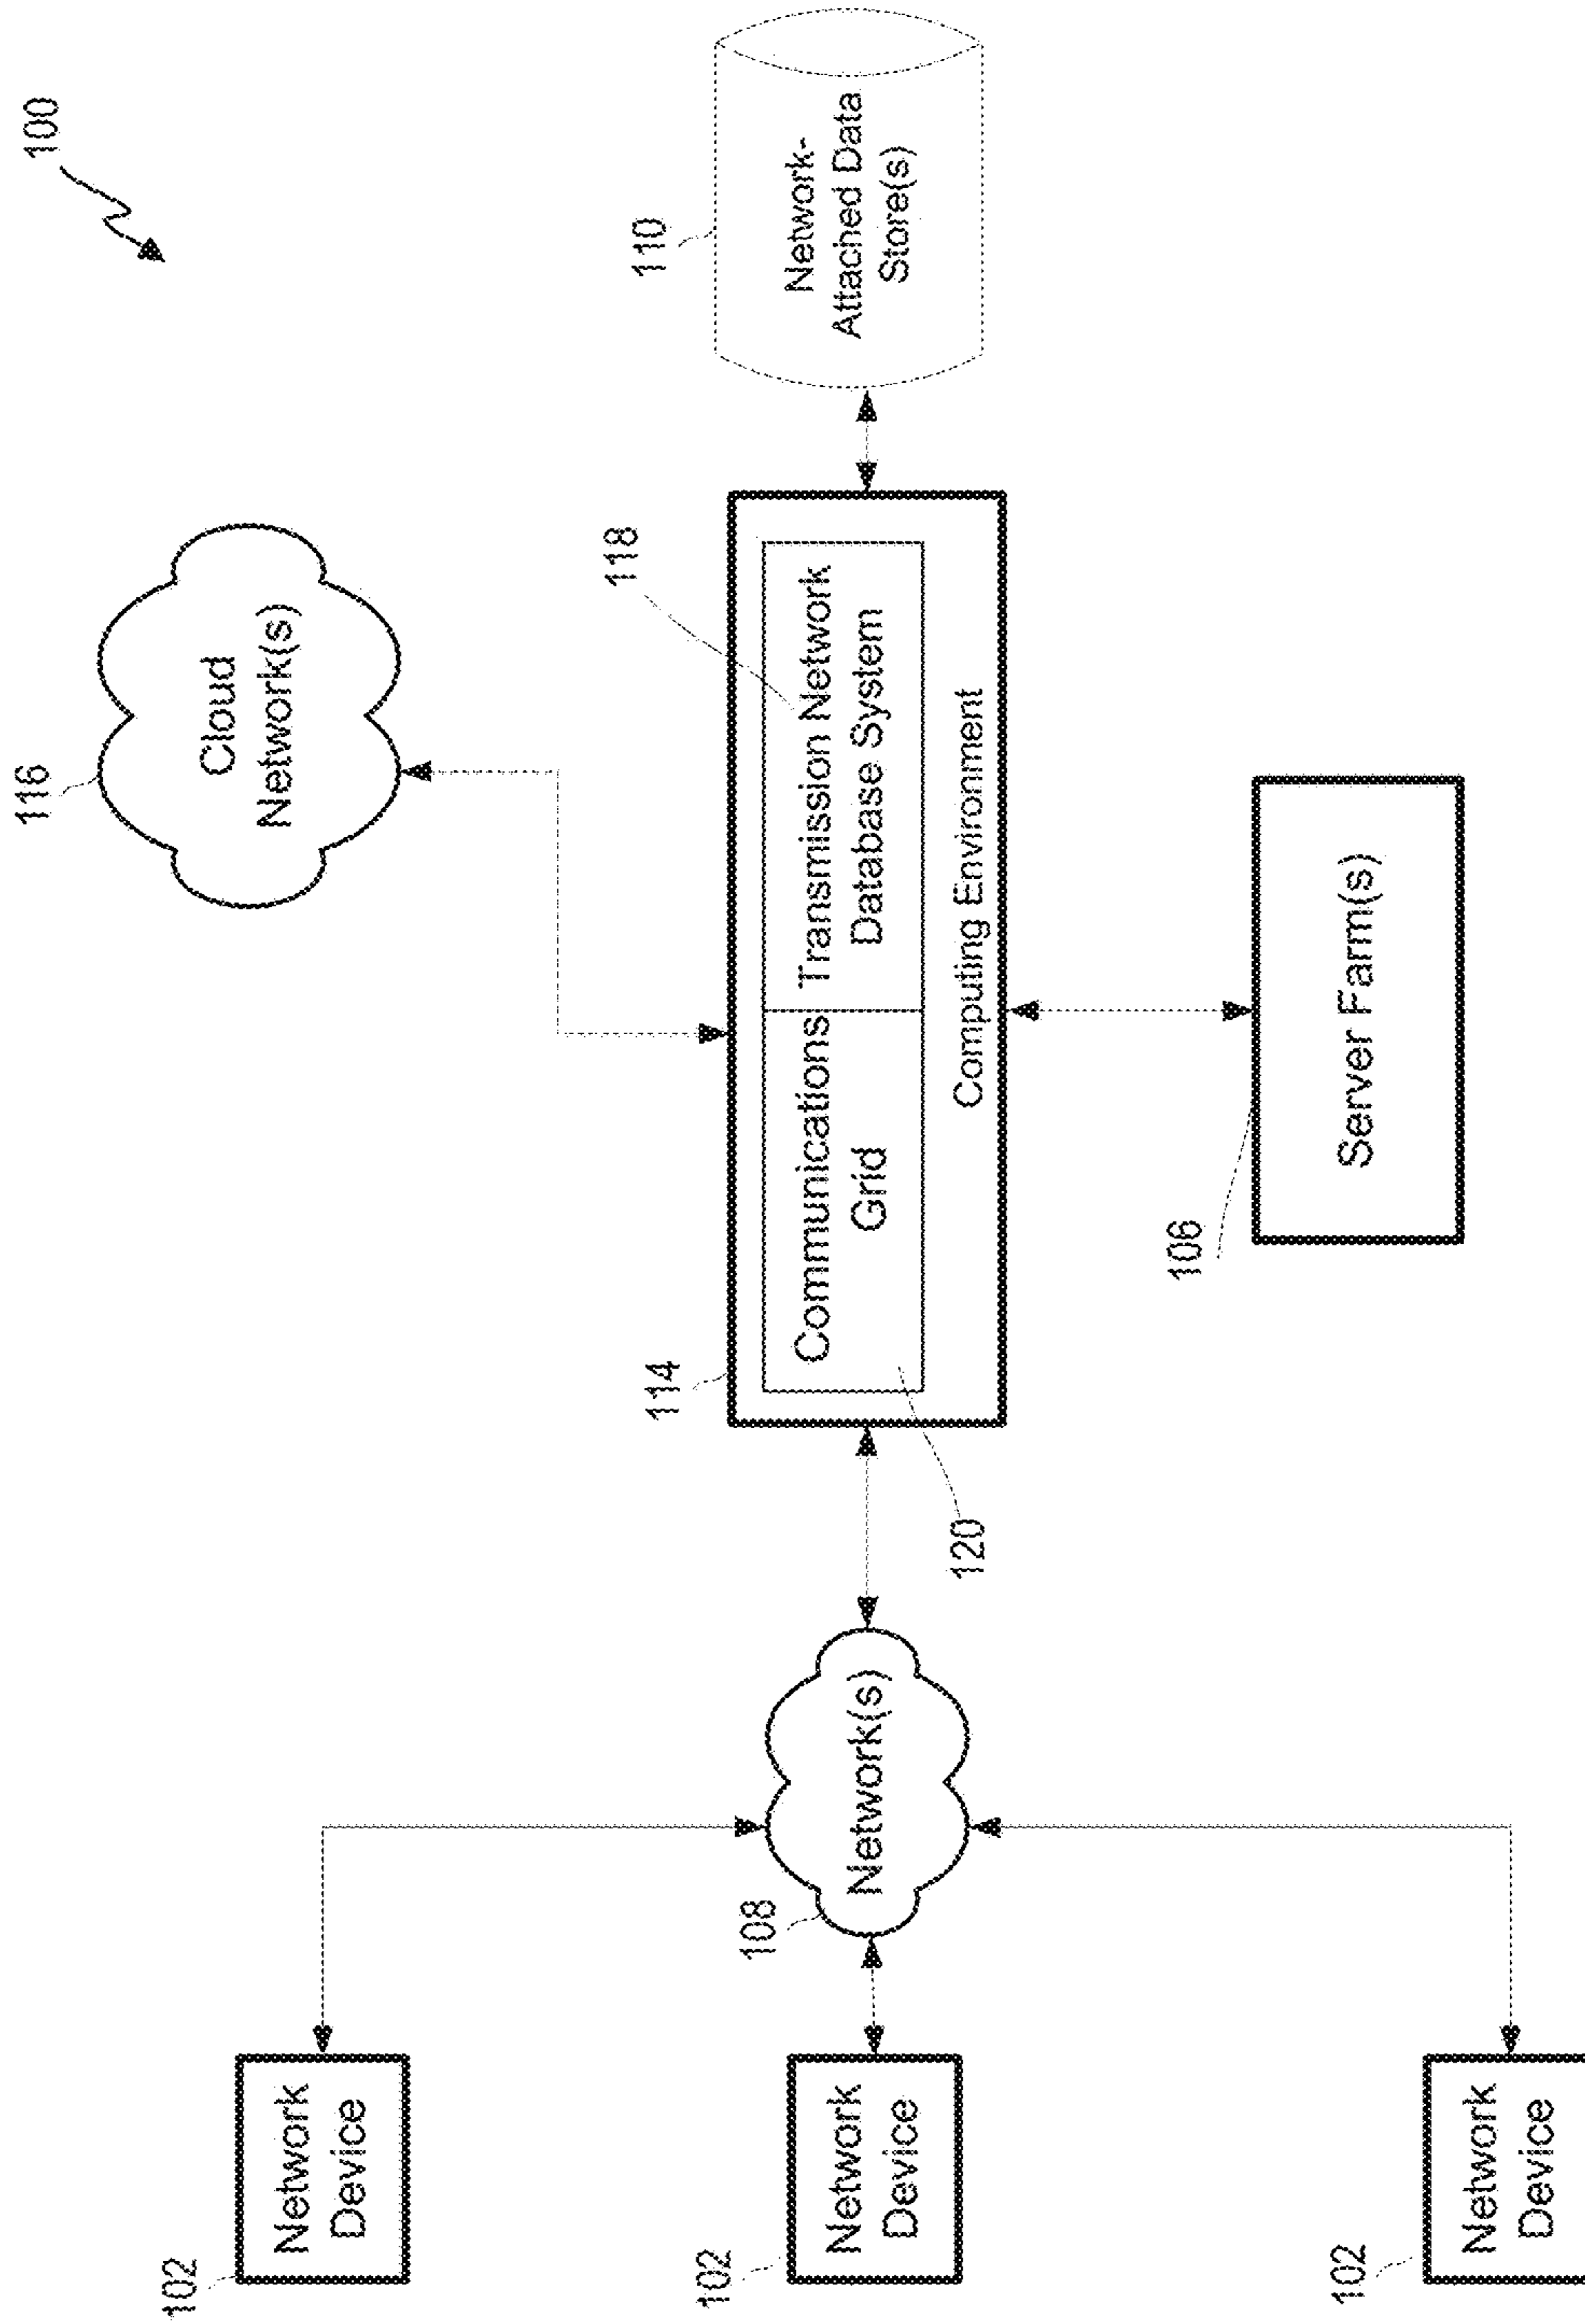 100
116
Cloud
Network(s)
110
Network-
Attached Data
Store(s)
118
Transmission Network
Database System
114
Communications
Grid
Computing Environment
120
106
Server Farm(s)
108
Network(s)
102
Network
Device
102
Network
Device
102
Network
Device